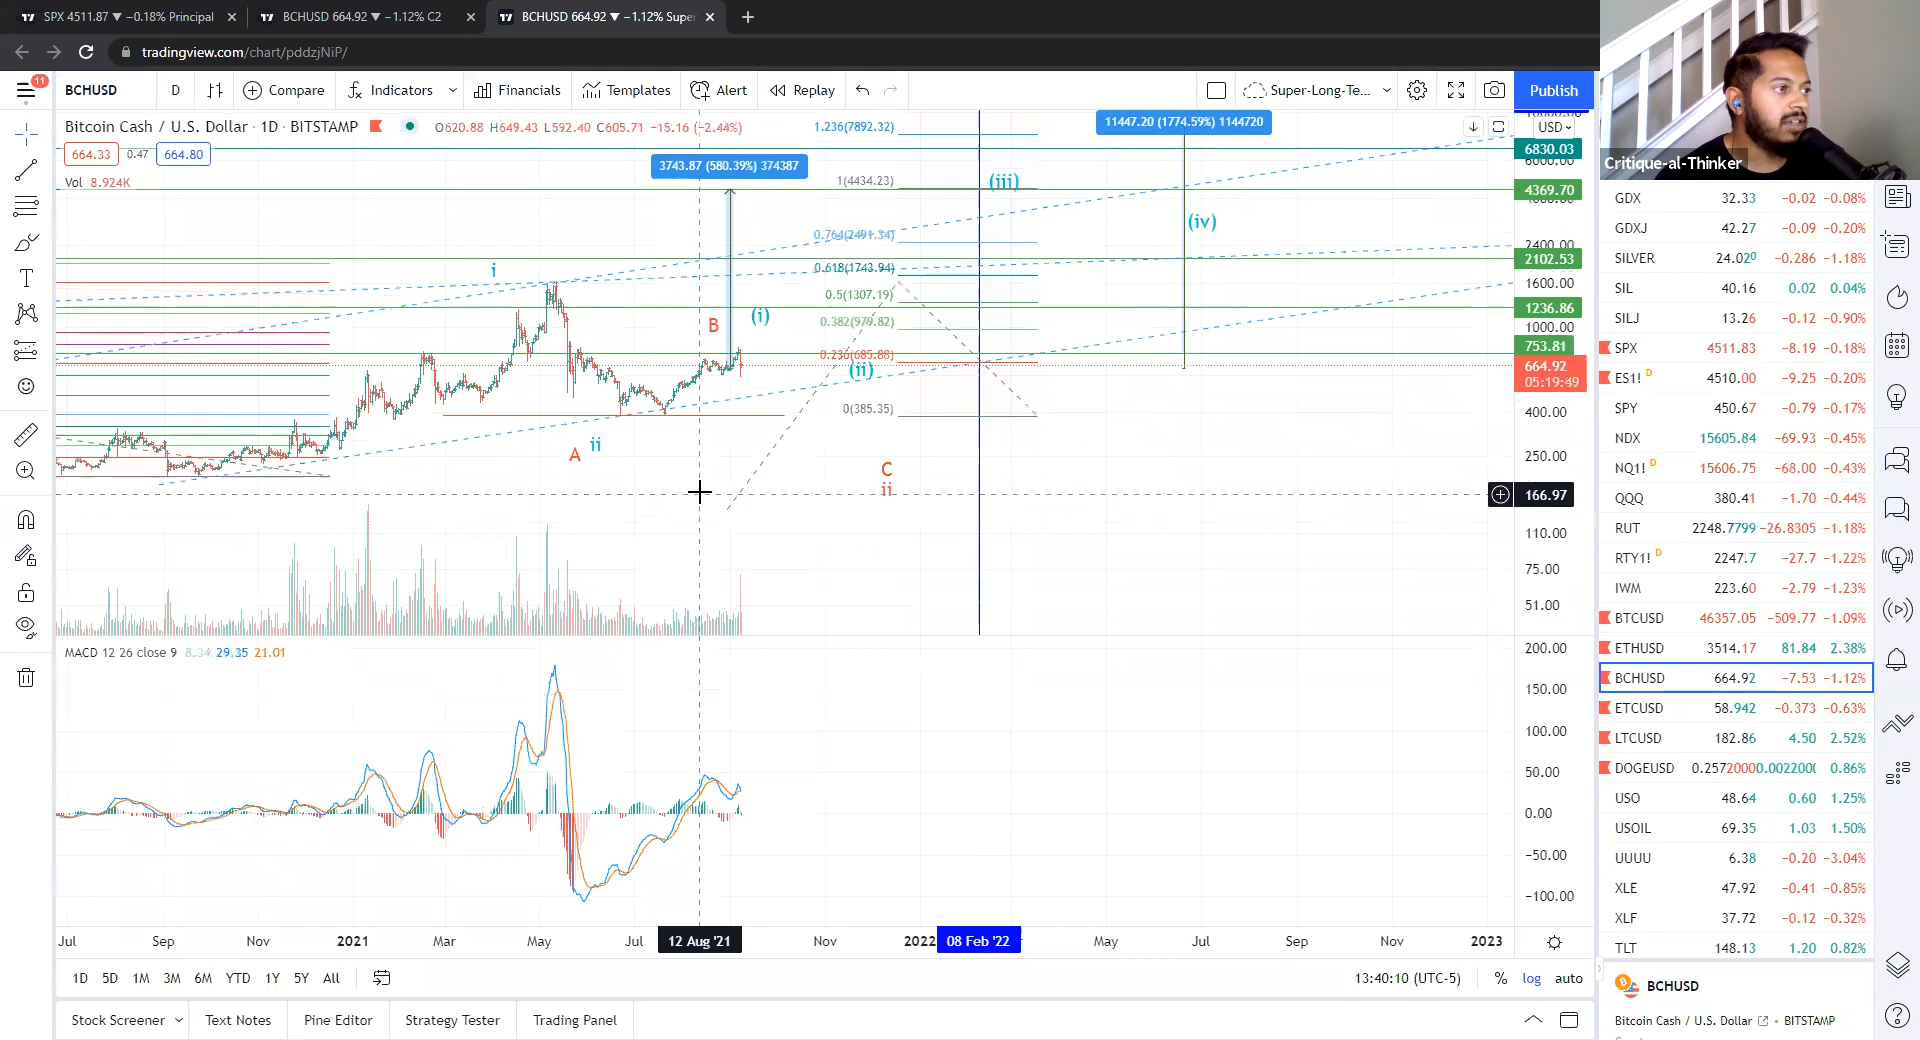 SPX 4511.87 ▼ −0.18% Principal
BCHUSD 664.92 ▼ −1.12% C2
BCHUSD 664.92 ▼ −1.12% Supe
tradingview.com/chart/pddzjNiP/
11
BCHUSD
D
Compare
Indicators
Financials
Templates
Alert
Replay
Super-Long-Te...
Publish
Critique-al-Thinker
Bitcoin Cash / U.S. Dollar · 1D · BITSTAMP
O620.88 H649.43 L592.40 C605.71 −15.16 (−2.44%)
664.33
0.47
664.80
Vol 8.924K
3743.87 (580.39%) 374387
11447.20 (1774.59%) 1144720
1.236(7892.32)
1(4434.23)
0.764(2491.34)
0.618(1743.94)
0.5(1307.19)
0.382(979.82)
0.236(685.88)
0(385.35)
i
B
(i)
(ii)
(iii)
(iv)
A
ii
C
ii
USD
6830.03
6000.00
4369.70
2400.00
2102.53
1600.00
1236.86
1000.00
753.81
664.92
05:19:49
400.00
250.00
166.97
110.00
75.00
51.00
MACD 12 26 close 9 8.34 29.35 21.01
200.00
150.00
100.00
50.00
0.00
−50.00
−100.00
Jul
Sep
Nov
2021
Mar
May
Jul
12 Aug '21
Nov
2022
08 Feb '22
May
Jul
Sep
Nov
2023
1D 5D 1M 3M 6M YTD 1Y 5Y All
13:40:10 (UTC-5)
% log auto
Stock Screener
Text Notes
Pine Editor
Strategy Tester
Trading Panel
GDX 32.33 −0.02 −0.08%
GDXJ 42.27 −0.09 −0.20%
SILVER 24.020 −0.286 −1.18%
SIL 40.16 0.02 0.04%
SILJ 13.26 −0.12 −0.90%
SPX 4511.83 −8.19 −0.18%
ES1! D 4510.00 −9.25 −0.20%
SPY 450.67 −0.79 −0.17%
NDX 15605.84 −69.93 −0.45%
NQ1! D 15606.75 −68.00 −0.43%
QQQ 380.41 −1.70 −0.44%
RUT 2248.7799 −26.8305 −1.18%
RTY1! D 2247.7 −27.7 −1.22%
IWM 223.60 −2.79 −1.23%
BTCUSD 46357.05 −509.77 −1.09%
ETHUSD 3514.17 81.84 2.38%
BCHUSD 664.92 −7.53 −1.12%
ETCUSD 58.942 −0.373 −0.63%
LTCUSD 182.86 4.50 2.52%
DOGEUSD 0.2572000 0.002200 0.86%
USO 48.64 0.60 1.25%
USOIL 69.35 1.03 1.50%
UUUU 6.38 −0.20 −3.04%
XLE 47.92 −0.41 −0.85%
XLF 37.72 −0.12 −0.32%
TLT 148.13 1.20 0.82%
BCHUSD
Bitcoin Cash / U.S. Dollar • BITSTAMP